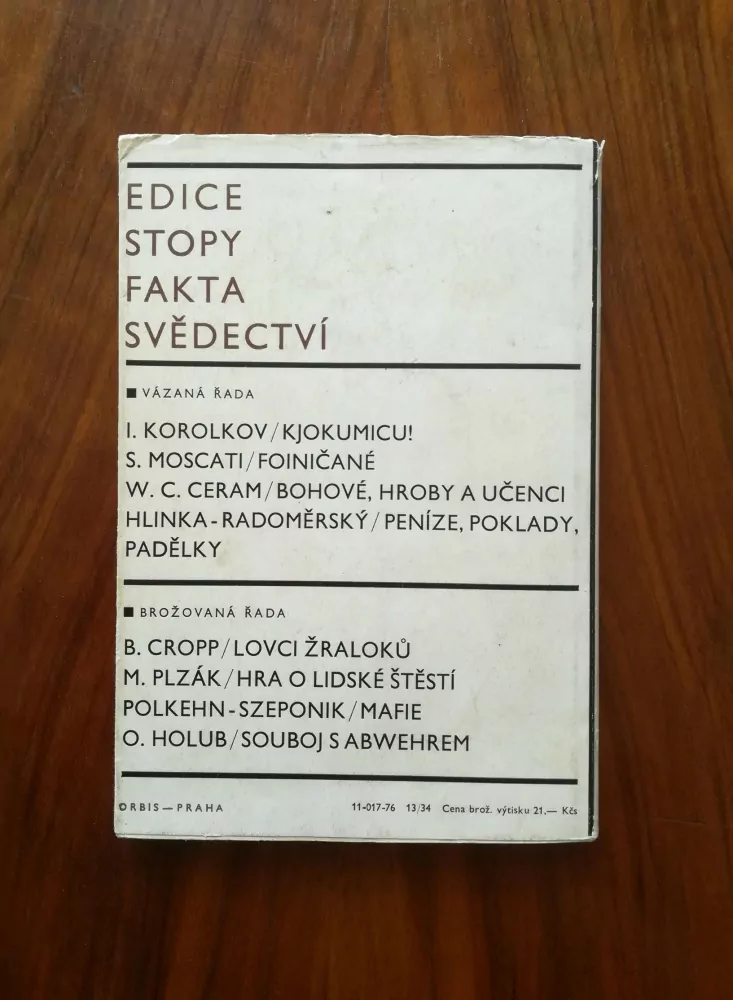 EDICE
STOPY
FAKTA
SVĚDECTVÍ
■ VÁZANÁ ŘADA
I. KOROLKOV/KJOKUMICU!
S. MOSCATI/FOINIČANÉ
W. C. CERAM/BOHOVÉ, HROBY A UČENCI
HLINKA-RADOMĚRSKÝ/PENÍZE, POKLADY,
PADĚLKY
■ BROŽOVANÁ ŘADA
B. CROPP/LOVCI ŽRALOKŮ
M. PLZÁK/HRA O LIDSKÉ ŠTĚSTÍ
POLKEHN-SZEPONIK/MAFIE
O. HOLUB/SOUBOJ S ABWEHREM
ORBIS—PRAHA 11-017-76 13/34 Cena brož. výtisku 21,— Kčs